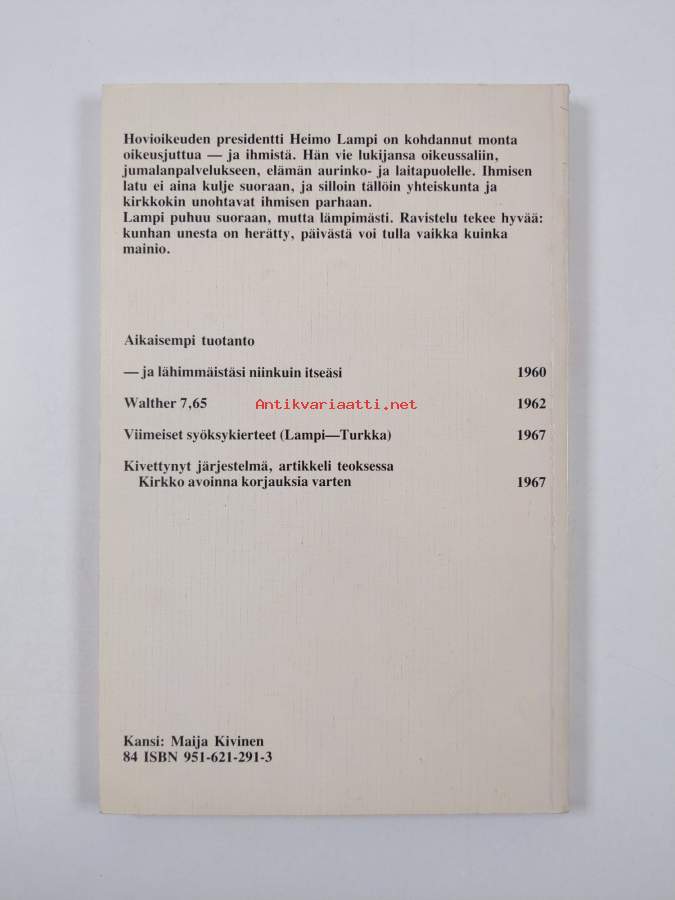 Hovioikeuden presidentti Heimo Lampi on kohdannut monta
oikeusjuttua — ja ihmistä. Hän vie lukijansa oikeussaliin,
jumalanpalvelukseen, elämän aurinko- ja laitapuolelle. Ihmisen
latu ei aina kulje suoraan, ja silloin tällöin yhteiskunta ja
kirkkokin unohtavat ihmisen parhaan.
Lampi puhuu suoraan, mutta lämpimästi. Ravistelu tekee hyvää:
kunhan unesta on herätty, päivästä voi tulla vaikka kuinka
mainio.
Aikaisempi tuotanto
— ja lähimmäistäsi niinkuin itseäsi 1960
Walther 7,65 1962
Antikvariaatti.net
Viimeiset syöksykierteet (Lampi—Turkka) 1967
Kivettynyt järjestelmä, artikkeli teoksessa
Kirkko avoinna korjauksia varten 1967
Kansi: Maija Kivinen
84 ISBN 951-621-291-3